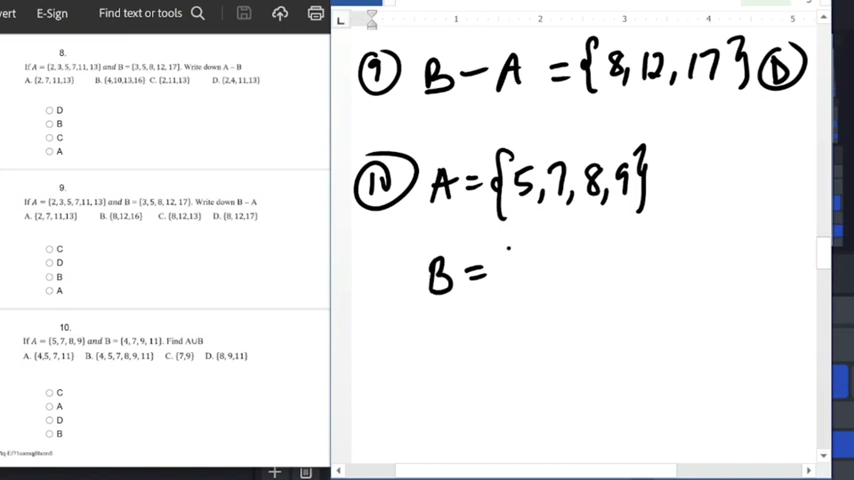 vert E-Sign Find text or tools
8.
If A = {2, 3, 5, 7,11, 13} and B = {3, 5, 8, 12, 17}. Write down A – B
A. {2, 7, 11,13} B. {4,10,13,16} C. {2,11,13} D. {2,4, 11,13}
D
B
C
A
9.
If A = {2, 3, 5, 7,11, 13} and B = {3, 5, 8, 12, 17}. Write down B – A
A. {2, 7, 11,13} B. {8,12,16} C. {8,12,13} D. {8, 12,17}
C
D
B
A
10.
If A = {5, 7, 8, 9} and B = {4, 7, 9, 11}. Find A∪B
A. {4,5, 7, 11} B. {4, 5, 7, 8, 9, 11} C. {7,9} D. {8, 9,11}
C
A
D
B
1 2 3 4 5
9 B – A = {8, 12, 17} D
10 A = {5, 7, 8, 9}
B =